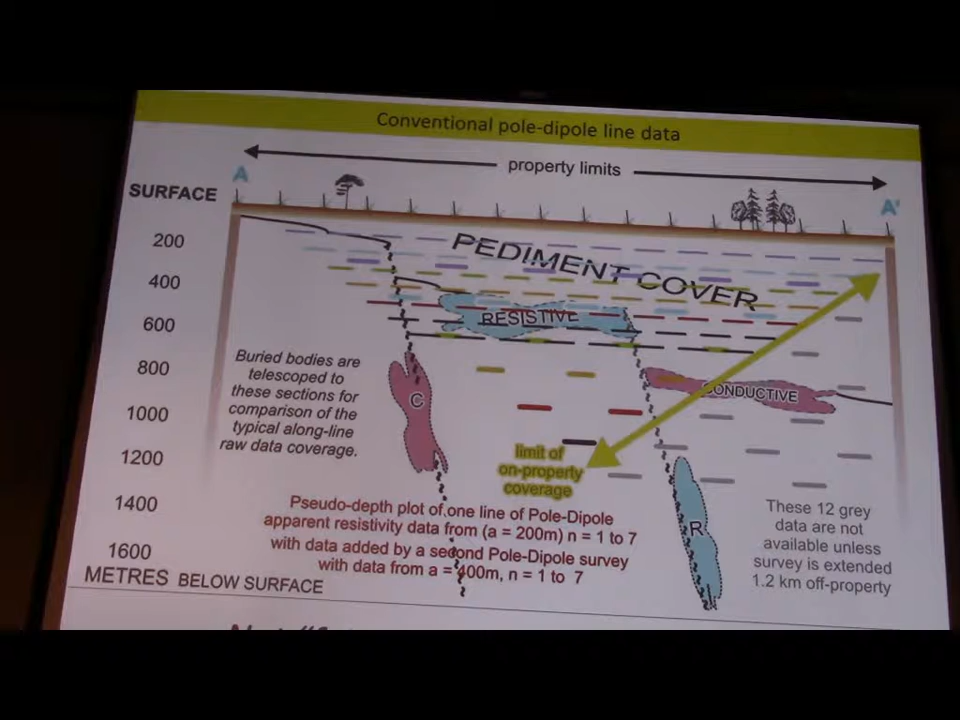 Conventional pole-dipole line data
property limits
A
A'
SURFACE
200
400
600
800
1000
1200
1400
1600
METRES BELOW SURFACE
PEDIMENT COVER
RESISTIVE
CONDUCTIVE
C
R
Buried bodies are
telescoped to
these sections for
comparison of the
typical along-line
raw data coverage.
limit of
on-property
coverage
Pseudo-depth plot of one line of Pole-Dipole
apparent resistivity data from (a = 200m) n = 1 to 7
with data added by a second Pole-Dipole survey
with data from a = 400m, n = 1 to 7
These 12 grey
data are not
available unless
survey is extended
1.2 km off-property